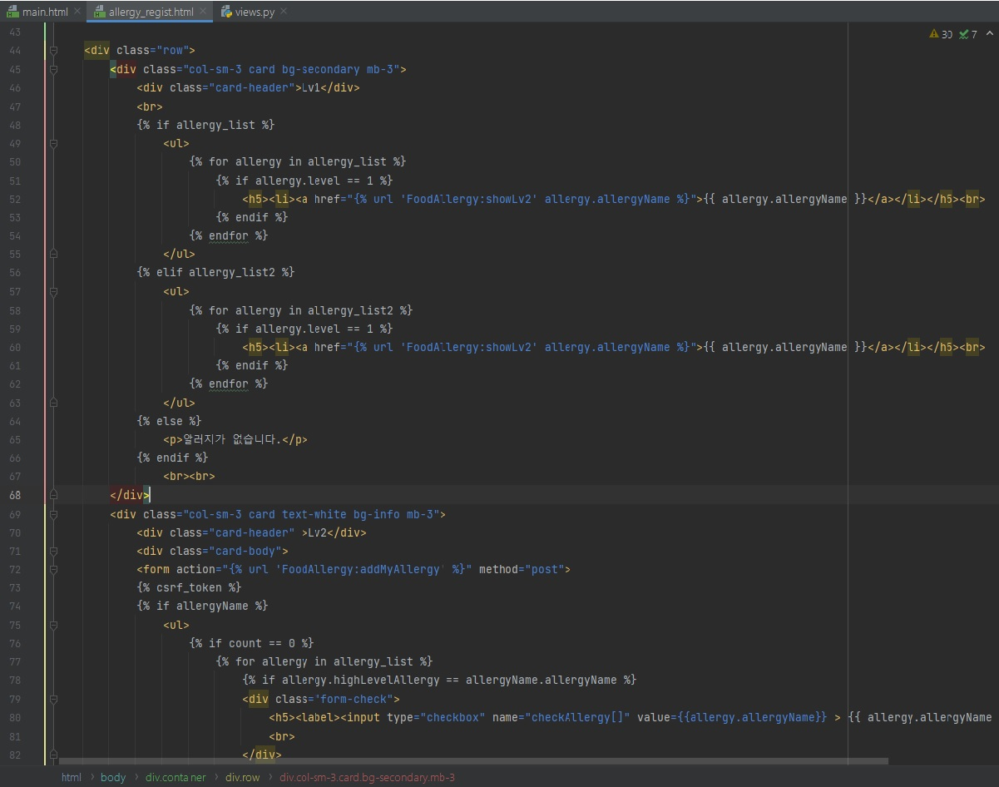 main.html × allergy_regist.html × views.py ×
30 7
43
44 <div class="row">
45 <div class="col-sm-3 card bg-secondary mb-3">
46 <div class="card-header">Lv1</div>
47 <br>
48 {% if allergy_list %}
49 <ul>
50 {% for allergy in allergy_list %}
51 {% if allergy.level == 1 %}
52 <h5><li><a href="{% url 'FoodAllergy:showLv2' allergy.allergyName %}">{{ allergy.allergyName }}</a></li></h5><br>
53 {% endif %}
54 {% endfor %}
55 </ul>
56 {% elif allergy_list2 %}
57 <ul>
58 {% for allergy in allergy_list2 %}
59 {% if allergy.level == 1 %}
60 <h5><li><a href="{% url 'FoodAllergy:showLv2' allergy.allergyName %}">{{ allergy.allergyName }}</a></li></h5><br>
61 {% endif %}
62 {% endfor %}
63 </ul>
64 {% else %}
65 <p>알러지가 없습니다.</p>
66 {% endif %}
67 <br><br>
68 </div>
69 <div class="col-sm-3 card text-white bg-info mb-3">
70 <div class="card-header" >Lv2</div>
71 <div class="card-body">
72 <form action="{% url 'FoodAllergy:addMyAllergy' %}" method="post">
73 {% csrf_token %}
74 {% if allergyName %}
75 <ul>
76 {% if count == 0 %}
77 {% for allergy in allergy_list %}
78 {% if allergy.highLevelAllergy == allergyName.allergyName %}
79 <div class="form-check">
80 <h5><label><input type="checkbox" name="checkAllergy[]" value={{allergy.allergyName}} > {{ allergy.allergyName
81 <br>
82 </div>
html › body › div.container › div.row › div.col-sm-3.card.bg-secondary.mb-3